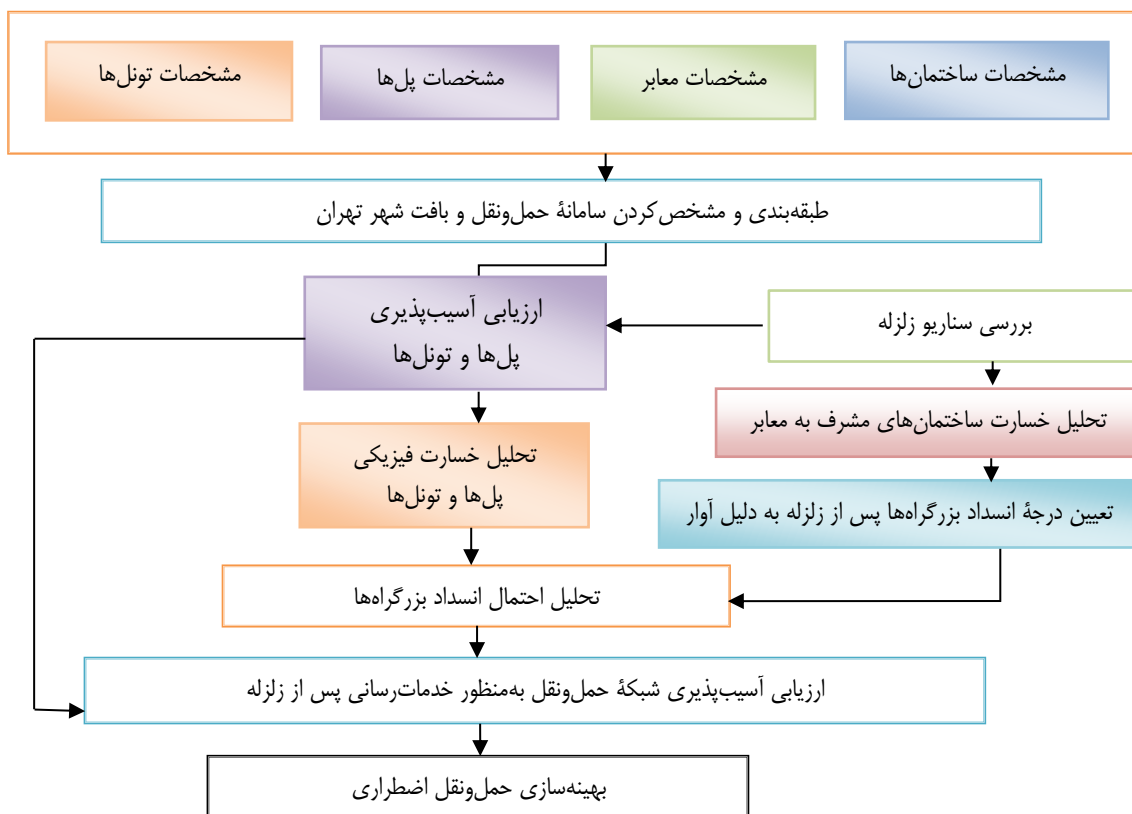 مشخصات ساختمان‌ها
مشخصات معابر
مشخصات پل‌ها
مشخصات تونل‌ها
طبقه‌بندی و مشخص‌کردن سامانهٔ حمل‌ونقل و بافت شهر تهران
بررسی سناریو زلزله
ارزیابی آسیب‌پذیری
پل‌ها و تونل‌ها
تحلیل خسارت ساختمان‌های مشرف به معابر
تحلیل خسارت فیزیکی
پل‌ها و تونل‌ها
تعیین درجهٔ انسداد بزرگراه‌ها پس از زلزله به دلیل آوار
تحلیل احتمال انسداد بزرگراه‌ها
ارزیابی آسیب‌پذیری شبکهٔ حمل‌ونقل به‌منظور خدمات‌رسانی پس از زلزله
بهینه‌سازی حمل‌ونقل اضطراری